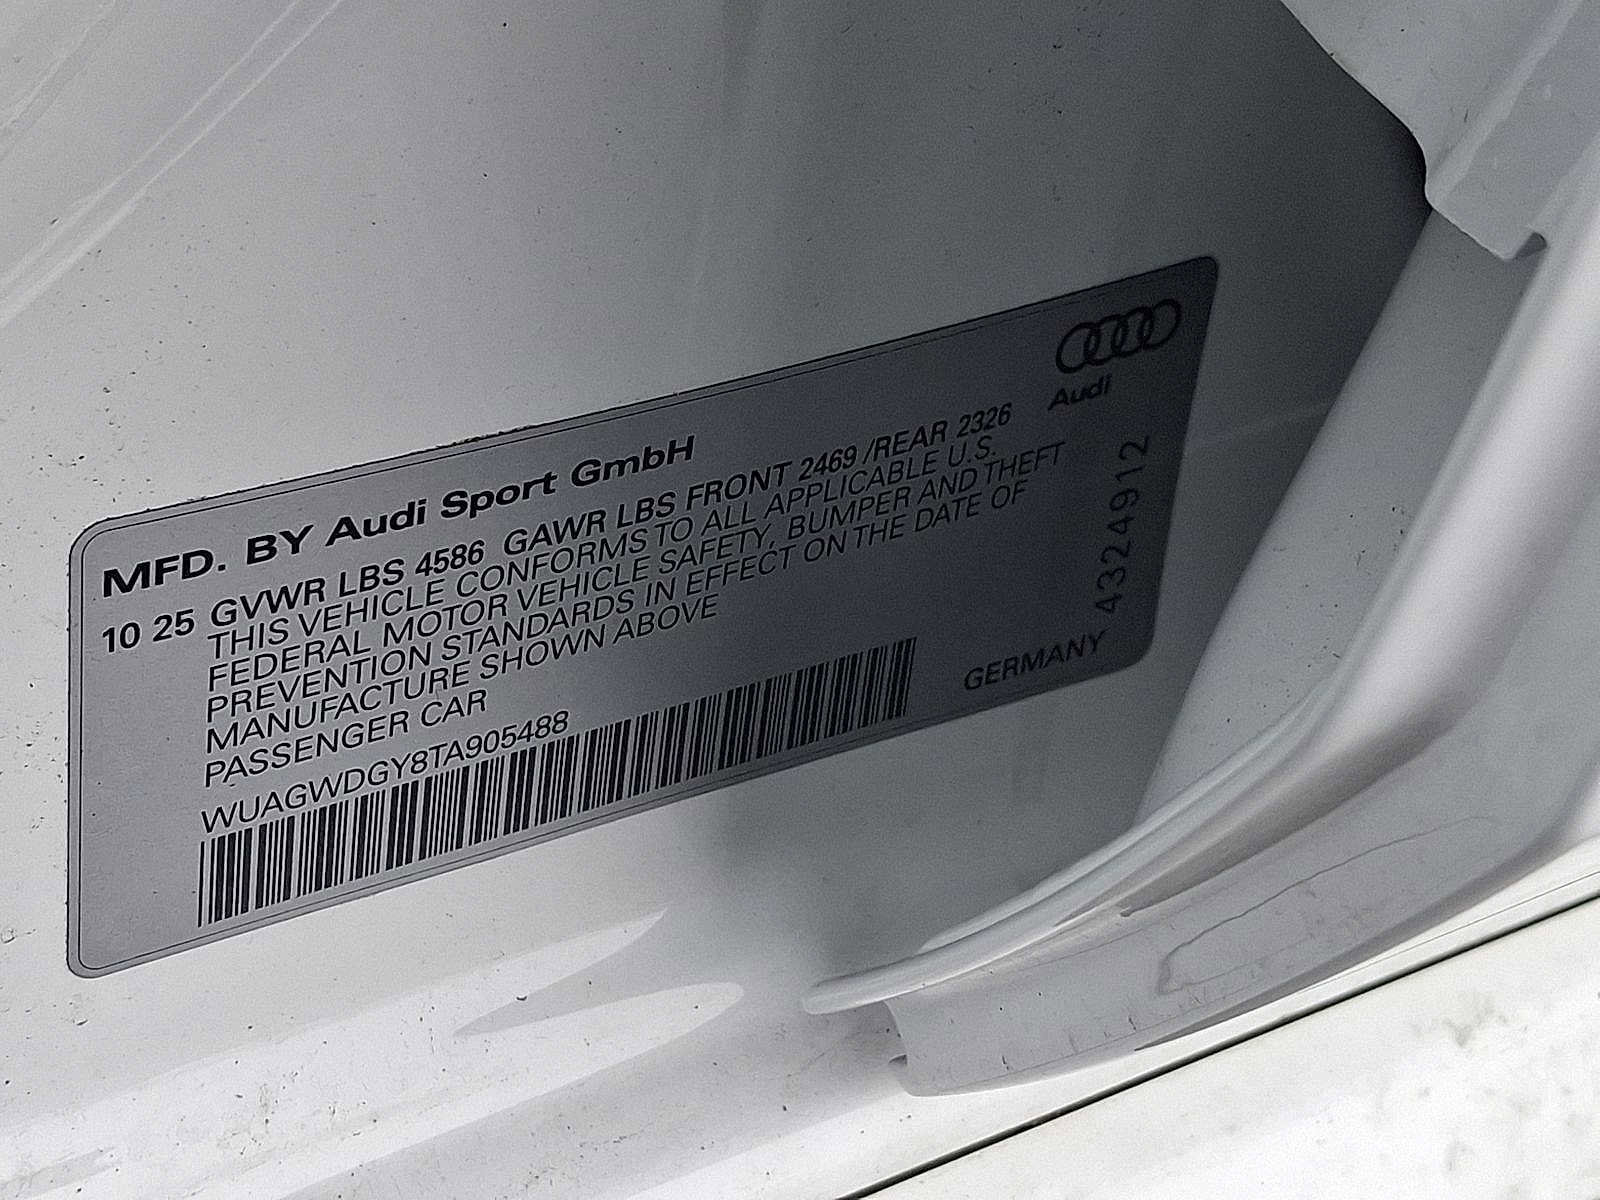 Audi
MFD. BY Audi Sport GmbH
10 25 GVWR LBS 4586 GAWR LBS FRONT 2469 /REAR 2326
THIS VEHICLE CONFORMS TO ALL APPLICABLE U.S.
FEDERAL MOTOR VEHICLE SAFETY, BUMPER AND THEFT
PREVENTION STANDARDS IN EFFECT ON THE DATE OF
MANUFACTURE SHOWN ABOVE
PASSENGER CAR
WUAGWDGY8TA905488
GERMANY
4324912